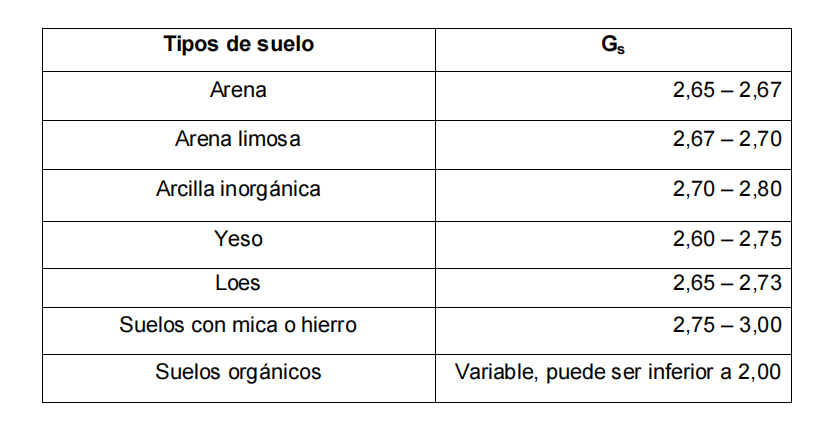 Tipos de suelo Gs
Arena 2,65 – 2,67
Arena limosa 2,67 – 2,70
Arcilla inorgánica 2,70 – 2,80
Yeso 2,60 – 2,75
Loes 2,65 – 2,73
Suelos con mica o hierro 2,75 – 3,00
Suelos orgánicos Variable, puede ser inferior a 2,00